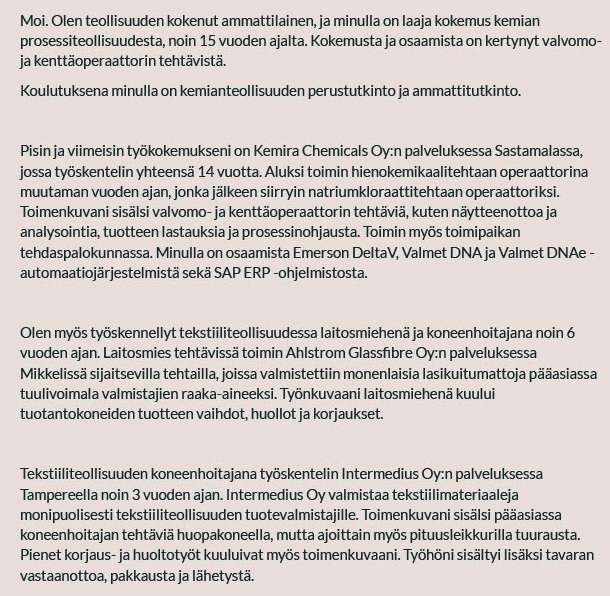 Moi. Olen teollisuuden kokenut ammattilainen, ja minulla on laaja kokemus kemian
prosessiteollisuudesta, noin 15 vuoden ajalta. Kokemusta ja osaamista on kertynyt valvomo-
ja kenttäoperaattorin tehtävistä.
Koulutuksena minulla on kemianteollisuuden perustutkinto ja ammattitutkinto.
Pisin ja viimeisin työkokemukseni on Kemira Chemicals Oy:n palveluksessa Sastamalassa,
jossa työskentelin yhteensä 14 vuotta. Aluksi toimin hienokemikaalitehtaan operaattorina
muutaman vuoden ajan, jonka jälkeen siirryin natriumkloraattitehtaan operaattoriksi.
Toimenkuvani sisälsi valvomo- ja kenttäoperaattorin tehtäviä, kuten näytteenottoa ja
analysointia, tuotteen lastauksia ja prosessinohjausta. Toimin myös toimipaikan
tehdaspalokunnassa. Minulla on osaamista Emerson DeltaV, Valmet DNA ja Valmet DNAe -
automaatiojärjestelmistä sekä SAP ERP -ohjelmistosta.
Olen myös työskennellyt tekstiiliteollisuudessa laitosmiehenä ja koneenhoitajana noin 6
vuoden ajan. Laitosmies tehtävissä toimin Ahlstrom Glassfibre Oy:n palveluksessa
Mikkelissä sijaitsevilla tehtailla, joissa valmistettiin monenlaisia lasikuitumattoja pääasiassa
tuulivoimala valmistajien raaka-aineeksi. Työnkuvaani laitosmiehenä kuului
tuotantokoneiden tuotteen vaihdot, huollot ja korjaukset.
Tekstiiliteollisuuden koneenhoitajana työskentelin Intermedius Oy:n palveluksessa
Tampereella noin 3 vuoden ajan. Intermedius Oy valmistaa tekstiilimateriaaleja
monipuolisesti tekstiiliteollisuuden tuotevalmistajille. Toimenkuvani sisälsi pääasiassa
koneenhoitajan tehtäviä huopakoneella, mutta ajoittain myös pituusleikkurilla tuurausta.
Pienet korjaus- ja huoltotyöt kuuluivat myös toimenkuvaani. Työhöni sisältyi lisäksi tavaran
vastaanottoa, pakkausta ja lähetystä.